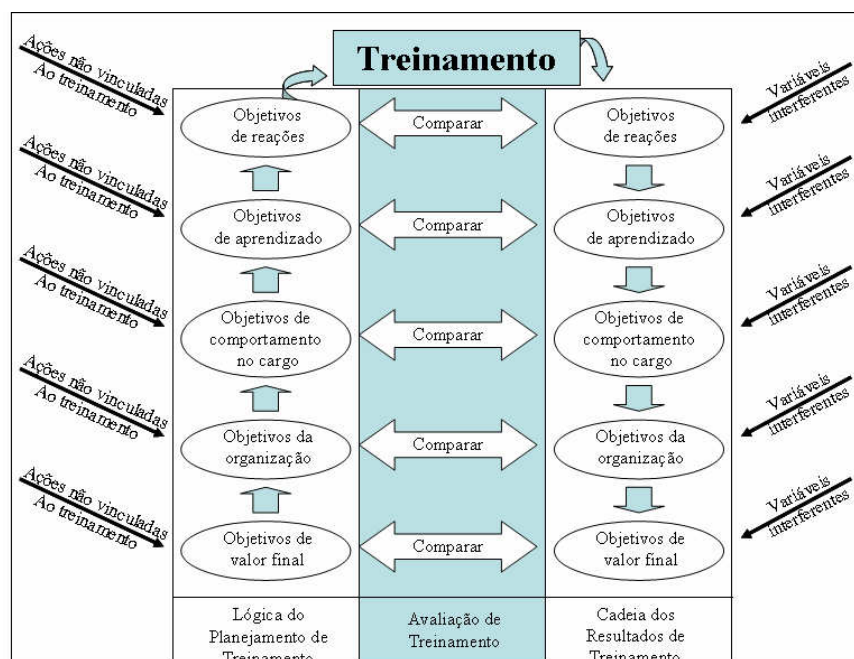 Treinamento
Ações não vinculadas
Ao treinamento
Objetivos
de reações
Comparar
Objetivos
de reações
Variáveis
interferentes
Ações não vinculadas
Ao treinamento
Objetivos
de aprendizado
Comparar
Objetivos
de aprendizado
Variáveis
interferentes
Ações não vinculadas
Ao treinamento
Objetivos de
comportamento
no cargo
Comparar
Objetivos de
comportamento
no cargo
Variáveis
interferentes
Ações não vinculadas
Ao treinamento
Objetivos da
organização
Comparar
Objetivos da
organização
Variáveis
interferentes
Ações não vinculadas
Ao treinamento
Objetivos de
valor final
Comparar
Objetivos de
valor final
Variáveis
interferentes
Lógica do
Planejamento de
Treinamento
Avaliação de
Treinamento
Cadeia dos
Resultados de
Treinamento